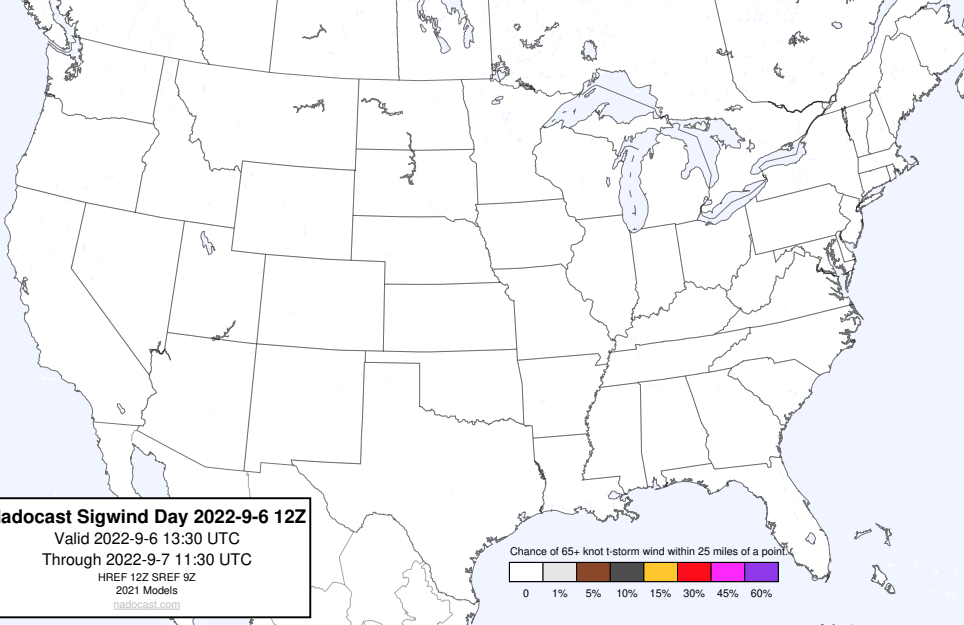 adocast Sigwind Day 2022-9-6 12Z
Valid 2022-9-6 13:30 UTC
Through 2022-9-7 11:30 UTC
HREF 12Z SREF 9Z
2021 Models
nadocast.com
Chance of 65+ knot t-storm wind within 25 miles of a point.
0 1% 5% 10% 15% 30% 45% 60%